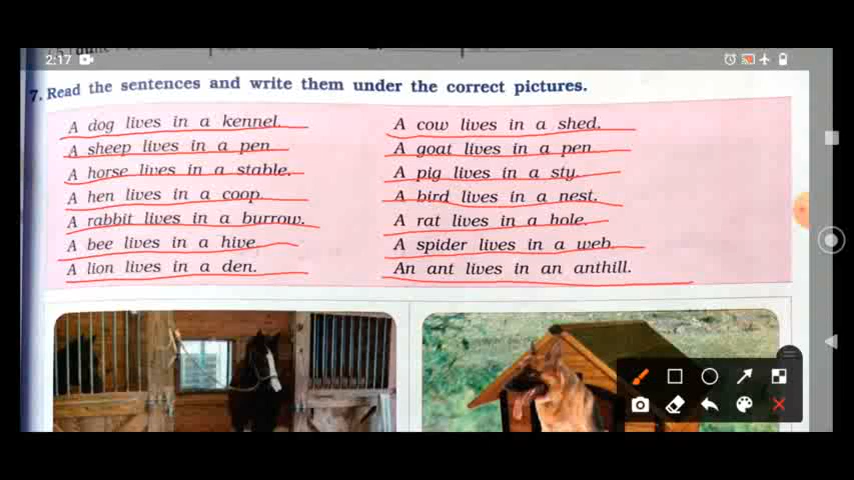 2:17
7. Read the sentences and write them under the correct pictures.
A dog lives in a kennel.
A sheep lives in a pen
A horse lives in a stable.
A hen lives in a coop.
A rabbit lives in a burrow.
A bee lives in a hive
A lion lives in a den.
A cow lives in a shed.
A goat lives in a pen
A pig lives in a sty.
A bird lives in a nest.
A rat lives in a hole.
A spider lives in a web.
An ant lives in an anthill.